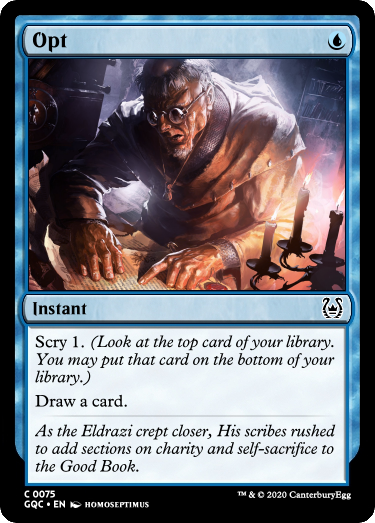 Opt
Instant
Scry 1. (Look at the top card of your library.
You may put that card on the bottom of your
library.)
Draw a card.
As the Eldrazi crept closer, His scribes rushed
to add sections on charity and self-sacrifice to
the Good Book.
C 0075
GQC • EN HOMOSEPTIMUS
™ & © 2020 CanterburyEgg